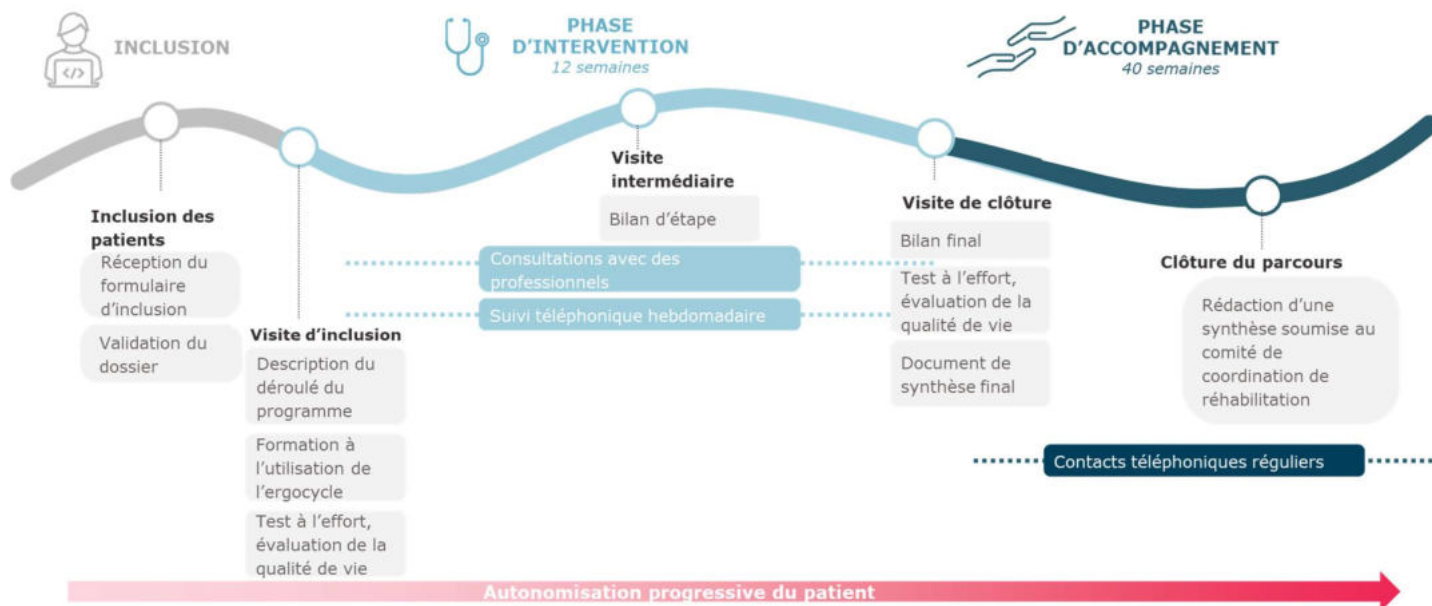 INCLUSION
PHASE
D'INTERVENTION
12 semaines
PHASE
D'ACCOMPAGNEMENT
40 semaines
</>
Inclusion des
patients
Réception du
formulaire
d'inclusion
Validation du
dossier
Visite d'inclusion
Description du
déroulé du
programme
Formation à
l'utilisation de
l'ergocycle
Test à l'effort,
évaluation de la
qualité de vie
Visite
intermédiaire
Bilan d'étape
Consultations avec des
professionnels
Suivi téléphonique hebdomadaire
Visite de clôture
Bilan final
Test à l'effort,
évaluation de la
qualité de vie
Document de
synthèse final
Clôture du parcours
Rédaction d'une
synthèse soumise au
comité de
coordination de
réhabilitation
Contacts téléphoniques réguliers
Autonomisation progressive du patient